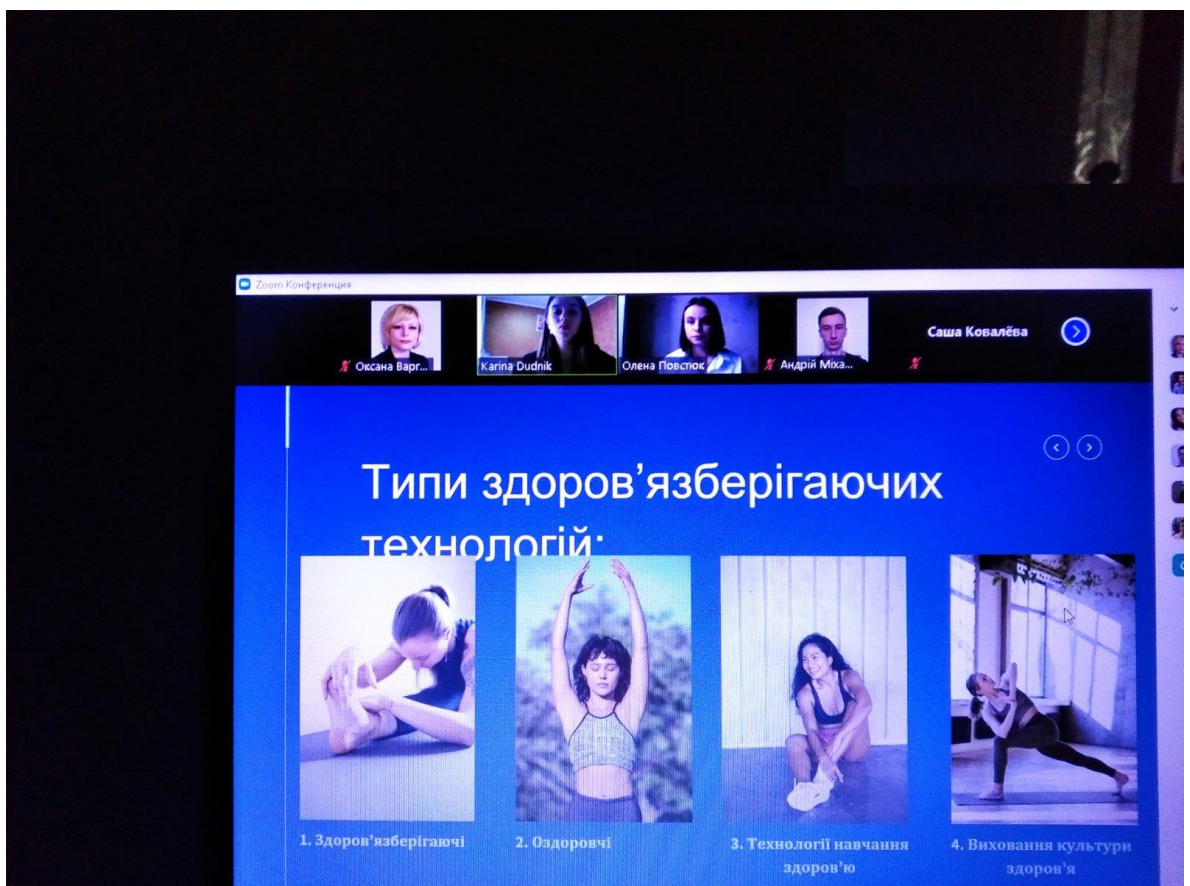 Zoom Конференция
Оксана Варг...
Karina Dudnik
Олена Повстюк
Андрій Міха...
Саша Ковалёва
Типи здоров’язберігаючих
технологій:
1. Здоров’язберігаючі
2. Оздоровчі
3. Технології навчання
здоров’ю
4. Виховання культури
здоров’я